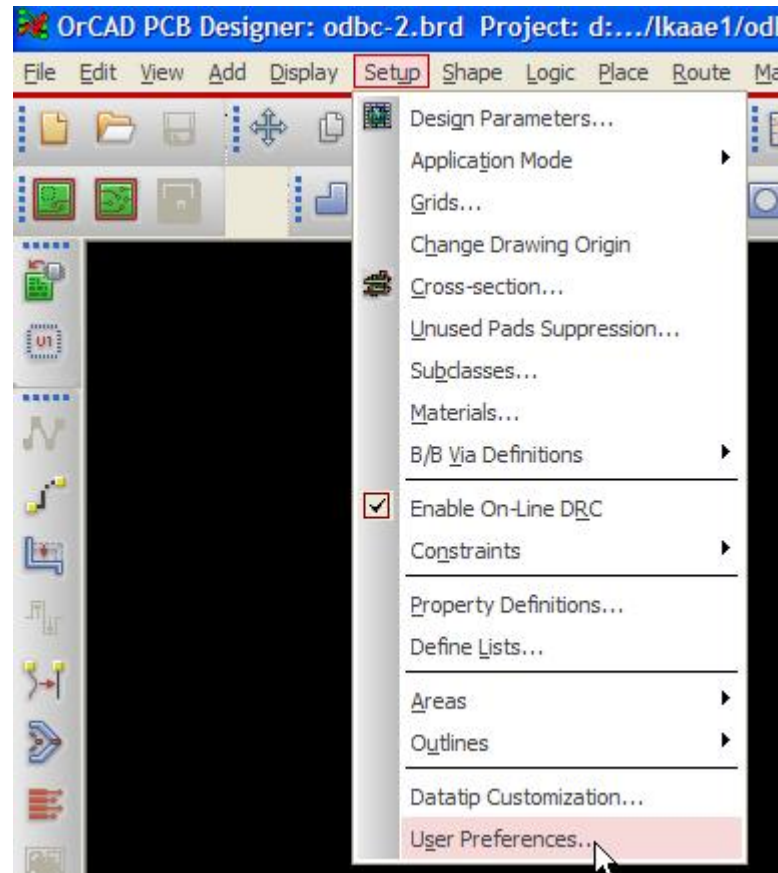 OrCAD PCB Designer: odbc-2.brd Project: d:.../lkaae1/od
File Edit View Add Display Setup Shape Logic Place Route Ma
Design Parameters...
Application Mode
Grids...
Change Drawing Origin
Cross-section...
Unused Pads Suppression...
Subclasses...
U1
Materials...
B/B Via Definitions
Enable On-Line DRC
Constraints
Property Definitions...
Define Lists...
Areas
Outlines
Datatip Customization...
User Preferences...